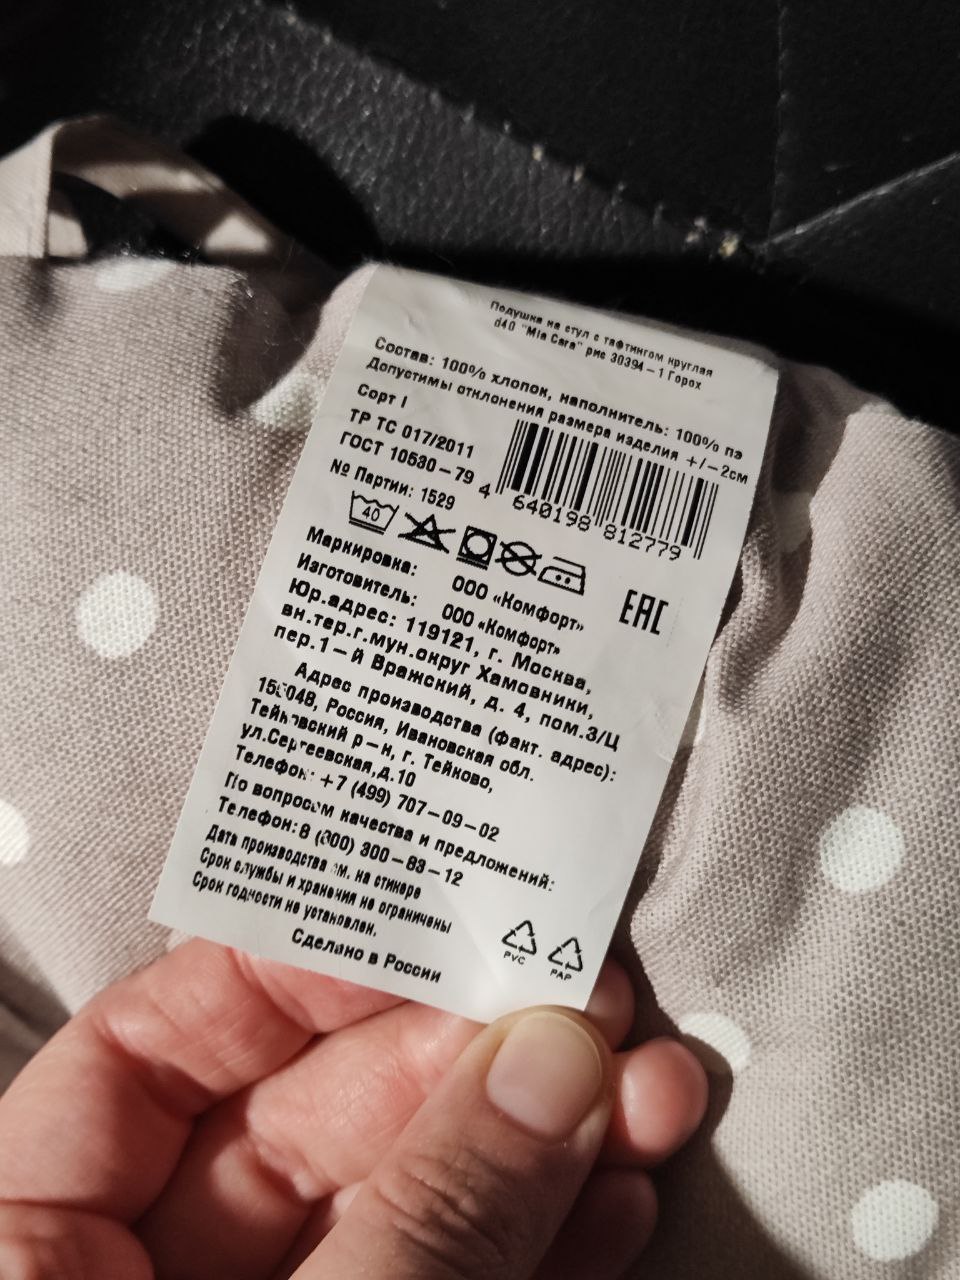 Подушка на стул с тафтингом круглая
d40 "Mia Cara" рис 30394-1 Горох
Состав: 100% хлопок, наполнитель: 100% пэ
Допустимы отклонения размера изделия +/-2см
Сорт I
ТР ТС 017/2011
ГОСТ 10530-79
№ Партии: 1529
4 640198 812779
40
Маркировка: ООО «Комфорт»
Изготовитель: ООО «Комфорт»
EAC
Юр.адрес: 119121, г. Москва,
вн.тер.г.мун.округ Хамовники,
пер.1-й Вражский, д. 4, пом.3/Ц
Адрес производства (факт. адрес):
Россия, Ивановская обл.
Тейковский р-н, г. Тейково,
ул.Сергеевская,д.10
Телефон: +7 (499) 707-09-02
По вопросам качества и предложений:
Телефон: 8 (800) 300-83-12
Дата производства см. на стикере
Срок службы и хранения не ограничены
Срок годности не установлен.
Сделано в России
PVC PAP